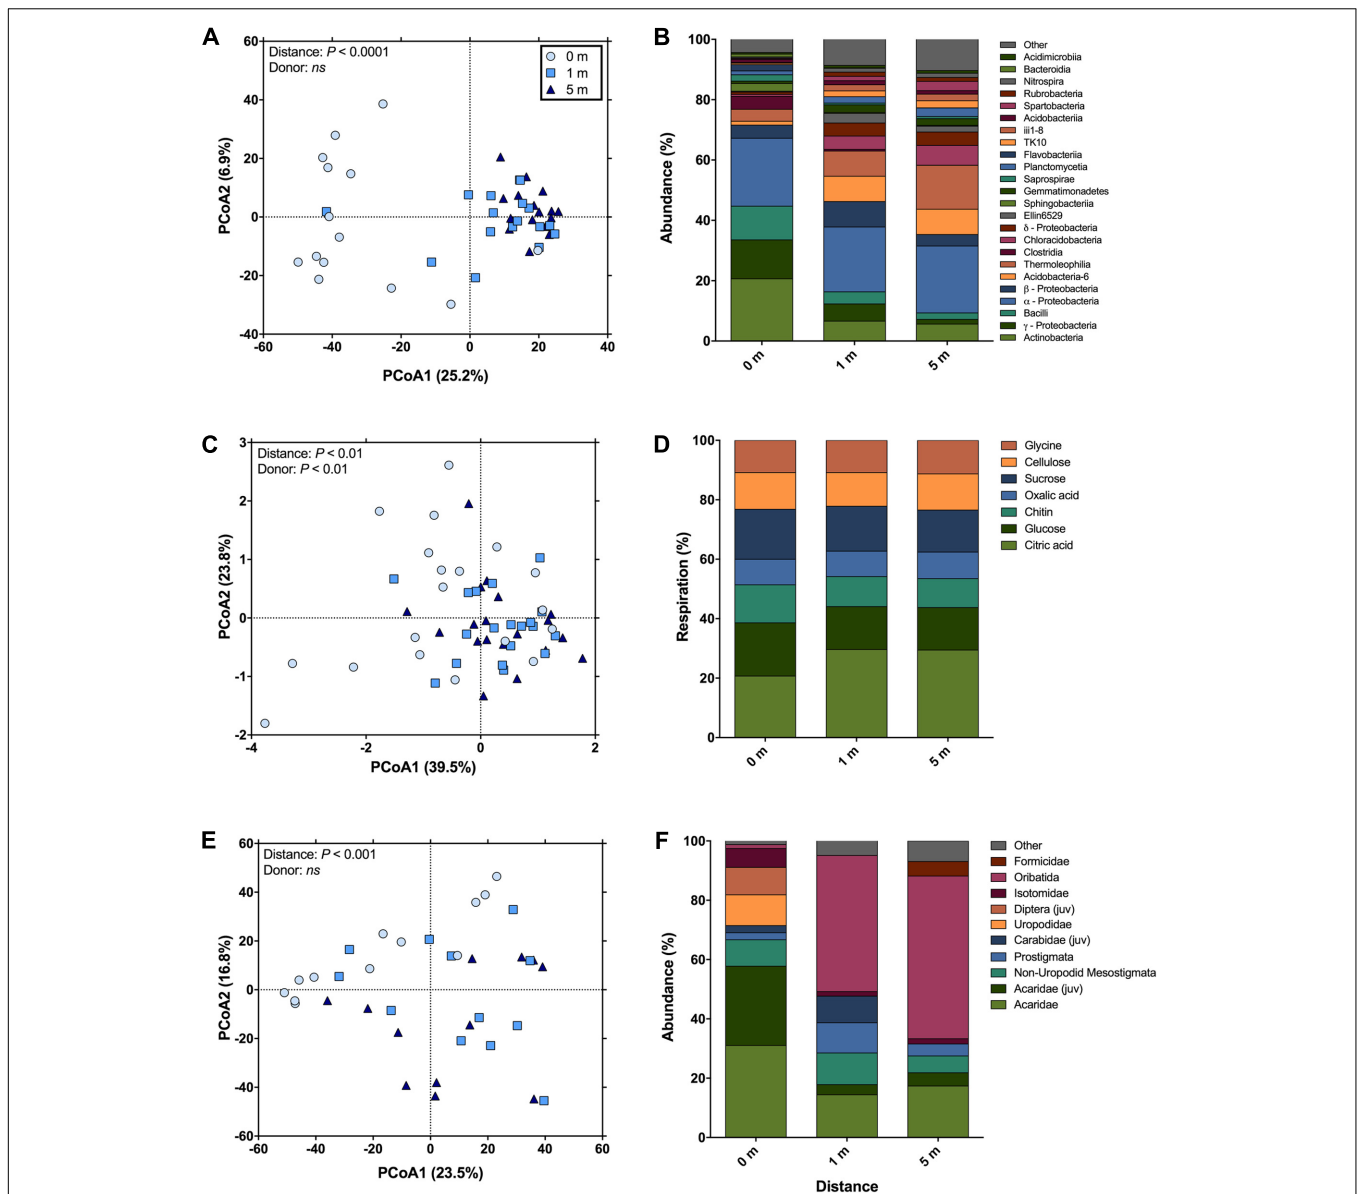 A
Distance: P < 0.0001
Donor: ns
0 m
1 m
5 m
60
40
20
0
-20
-40
-60
-40
-20
0
20
40
PCoA2 (6.9%)
PCoA1 (25.2%)
B
100
80
60
40
20
0
Abundance (%)
0 m
1 m
5 m
Other
Acidimicrobiia
Bacteroidia
Nitrospira
Rubrobacteria
Spartobacteria
Acidobacteriia
iii1-8
TK10
Flavobacteriia
Planctomycetia
Saprospirae
Gemmatimonadetes
Sphingobacteriia
Ellin6529
δ - Proteobacteria
Chloracidobacteria
Clostridia
Thermoleophilia
Acidobacteria-6
β - Proteobacteria
α - Proteobacteria
Bacilli
γ - Proteobacteria
Actinobacteria
C
Distance: P < 0.01
Donor: P < 0.01
3
2
1
0
-1
-2
-4
-2
0
2
PCoA2 (23.8%)
PCoA1 (39.5%)
D
100
80
60
40
20
0
Respiration (%)
0 m
1 m
5 m
Glycine
Cellulose
Sucrose
Oxalic acid
Chitin
Glucose
Citric acid
E
Distance: P < 0.001
Donor: ns
60
40
20
0
-20
-40
-60
-60
-40
-20
0
20
40
60
PCoA2 (16.8%)
PCoA1 (23.5%)
F
100
80
60
40
20
0
Abundance (%)
0 m
1 m
5 m
Distance
Other
Formicidae
Oribatida
Isotomidae
Diptera (juv)
Uropodidae
Carabidae (juv)
Prostigmata
Non-Uropodid Mesostigmata
Acaridae (juv)
Acaridae